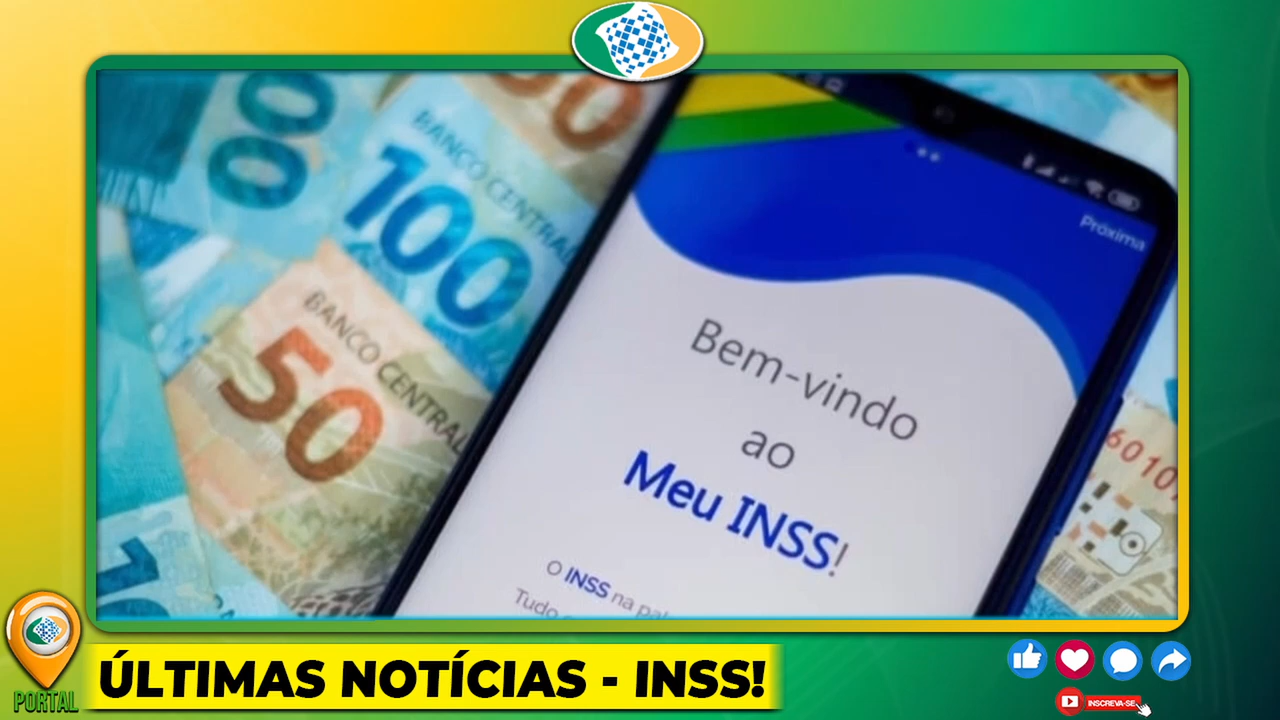 100
BANCO CENTRAL
50
BANCO CENTRAL
Próxima
Bem-vindo
ao
Meu INSS!
O INSS na
Tudo
PORTAL
ÚLTIMAS NOTÍCIAS - INSS!
INSCREVA-SE